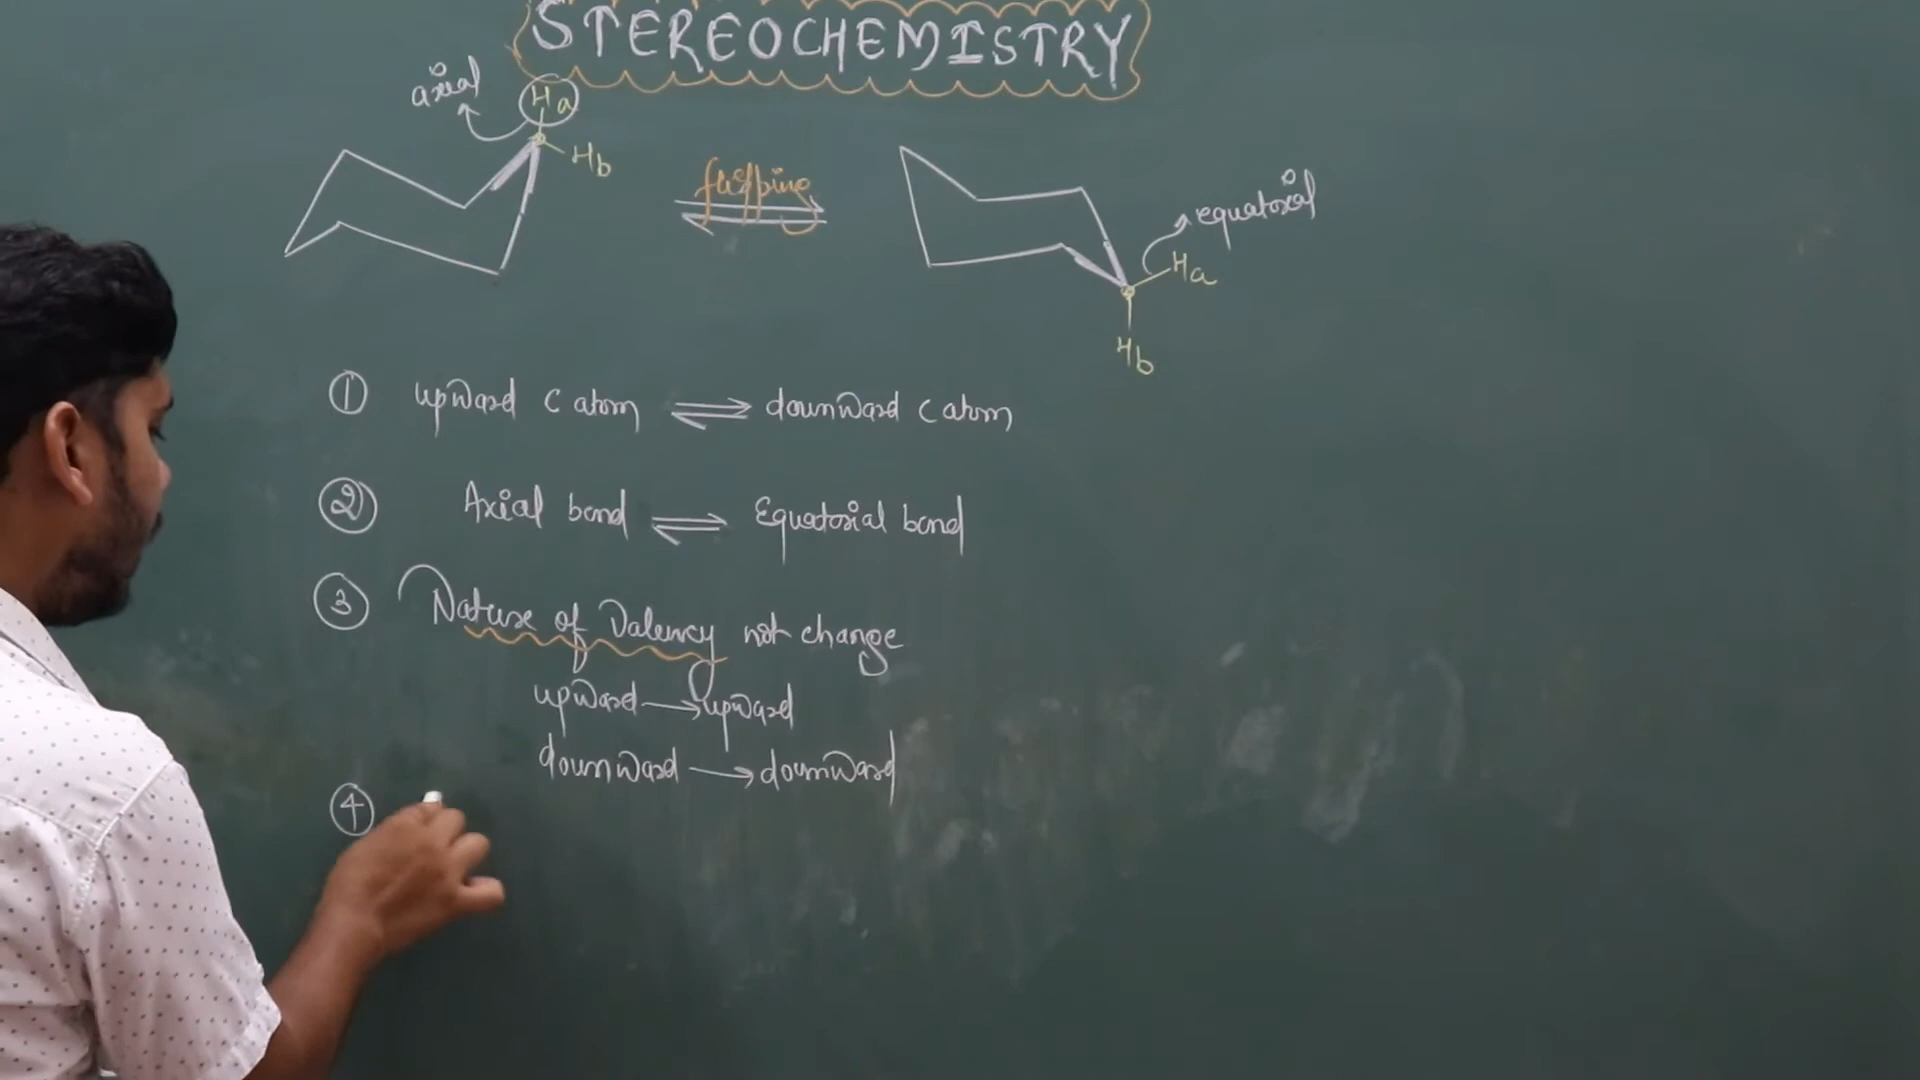 STEREOCHEMISTRY
axial
Ha
Hb
flipping
equatorial
Ha
Hb
① upward C atom ⇌ downward C atom
② Axial bond ⇌ Equatorial bond
③ Nature of Valency not change
upward → upward
downward → downward
④